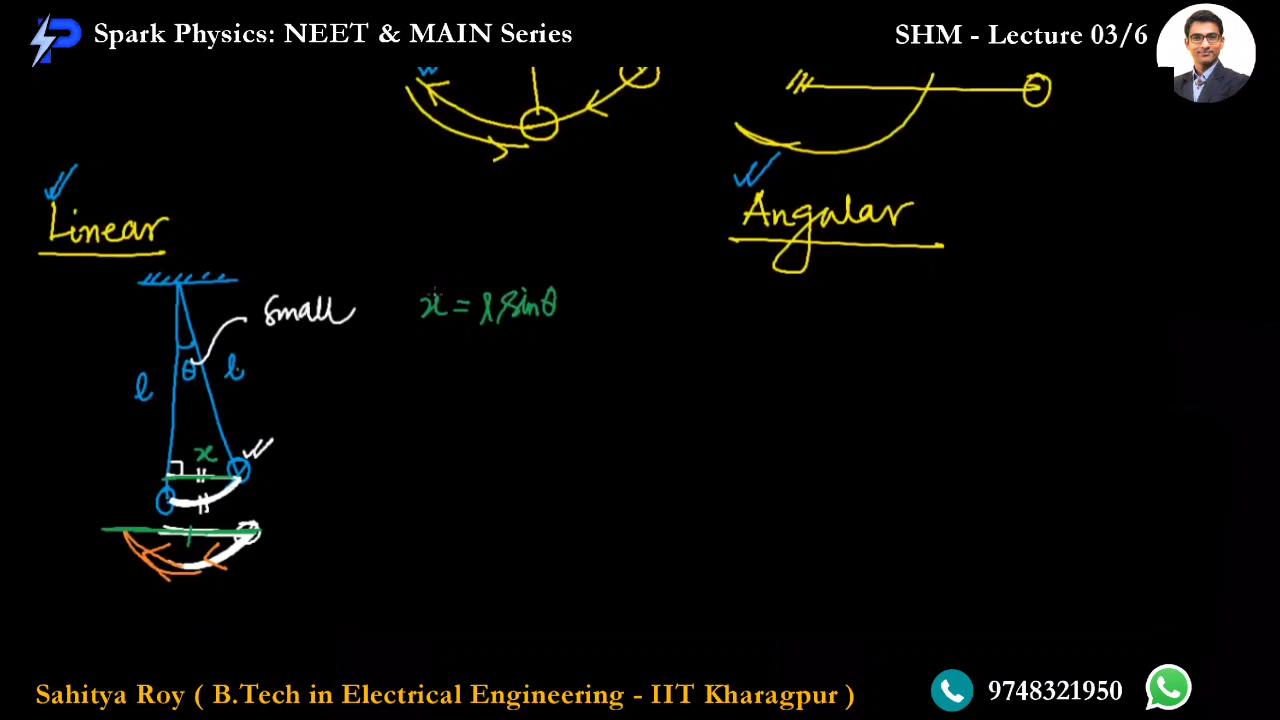 Spark Physics: NEET & MAIN Series
SHM - Lecture 03/6
Linear
Angular
Small
x = l sinθ
θ
l
l
x
Sahitya Roy ( B.Tech in Electrical Engineering - IIT Kharagpur )
9748321950